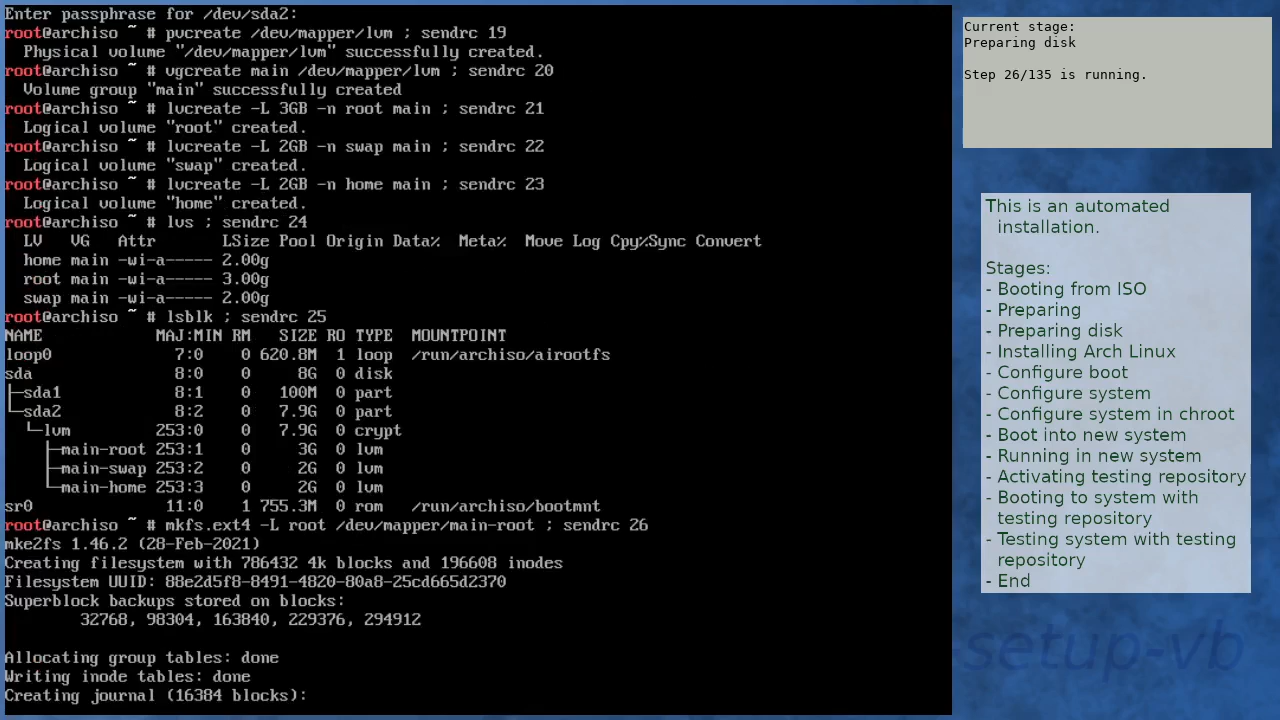 Enter passphrase for /dev/sda2:
root@archiso ~ # pvcreate /dev/mapper/lvm ; sendrc 19
  Physical volume "/dev/mapper/lvm" successfully created.
root@archiso ~ # vgcreate main /dev/mapper/lvm ; sendrc 20
  Volume group "main" successfully created
root@archiso ~ # lvcreate -L 3GB -n root main ; sendrc 21
  Logical volume "root" created.
root@archiso ~ # lvcreate -L 2GB -n swap main ; sendrc 22
  Logical volume "swap" created.
root@archiso ~ # lvcreate -L 2GB -n home main ; sendrc 23
  Logical volume "home" created.
root@archiso ~ # lvs ; sendrc 24
  LV   VG   Attr       LSize Pool Origin Data%  Meta%  Move Log Cpy%Sync Convert
  home main -wi-a----- 2.00g
  root main -wi-a----- 3.00g
  swap main -wi-a----- 2.00g
root@archiso ~ # lsblk ; sendrc 25
NAME            MAJ:MIN RM   SIZE RO TYPE  MOUNTPOINT
loop0             7:0    0 620.8M  1 loop  /run/archiso/airootfs
sda               8:0    0     8G  0 disk
├─sda1            8:1    0   100M  0 part
└─sda2            8:2    0   7.9G  0 part
  └─lvm         253:0    0   7.9G  0 crypt
    ├─main-root 253:1    0     3G  0 lvm
    ├─main-swap 253:2    0     2G  0 lvm
    └─main-home 253:3    0     2G  0 lvm
sr0              11:0    1 755.3M  0 rom   /run/archiso/bootmnt
root@archiso ~ # mkfs.ext4 -L root /dev/mapper/main-root ; sendrc 26
mke2fs 1.46.2 (28-Feb-2021)
Creating filesystem with 786432 4k blocks and 196608 inodes
Filesystem UUID: 88e2d5f8-8491-4820-80a8-25cd665d2370
Superblock backups stored on blocks:
        32768, 98304, 163840, 229376, 294912
Allocating group tables: done
Writing inode tables: done
Creating journal (16384 blocks):
Current stage:
Preparing disk
Step 26/135 is running.
This is an automated
installation.
Stages:
- Booting from ISO
- Preparing
- Preparing disk
- Installing Arch Linux
- Configure boot
- Configure system
- Configure system in chroot
- Boot into new system
- Running in new system
- Activating testing repository
- Booting to system with
testing repository
- Testing system with testing
repository
- End
-setup-vb